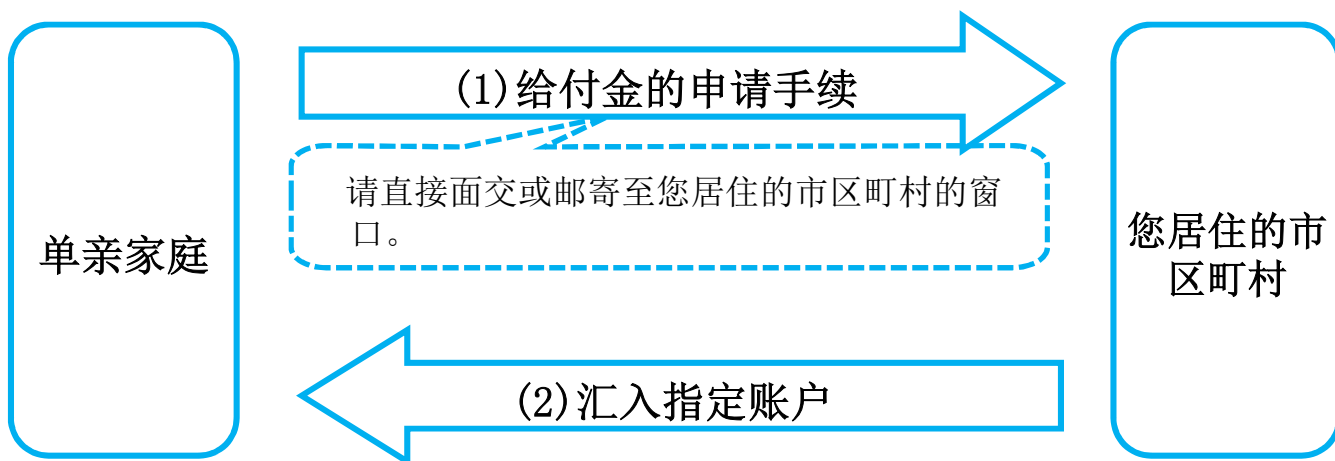 (1)给付金的申请手续
请直接面交或邮寄至您居住的市区町村的窗
口。
单亲家庭
您居住的市
区町村
(2)汇入指定账户